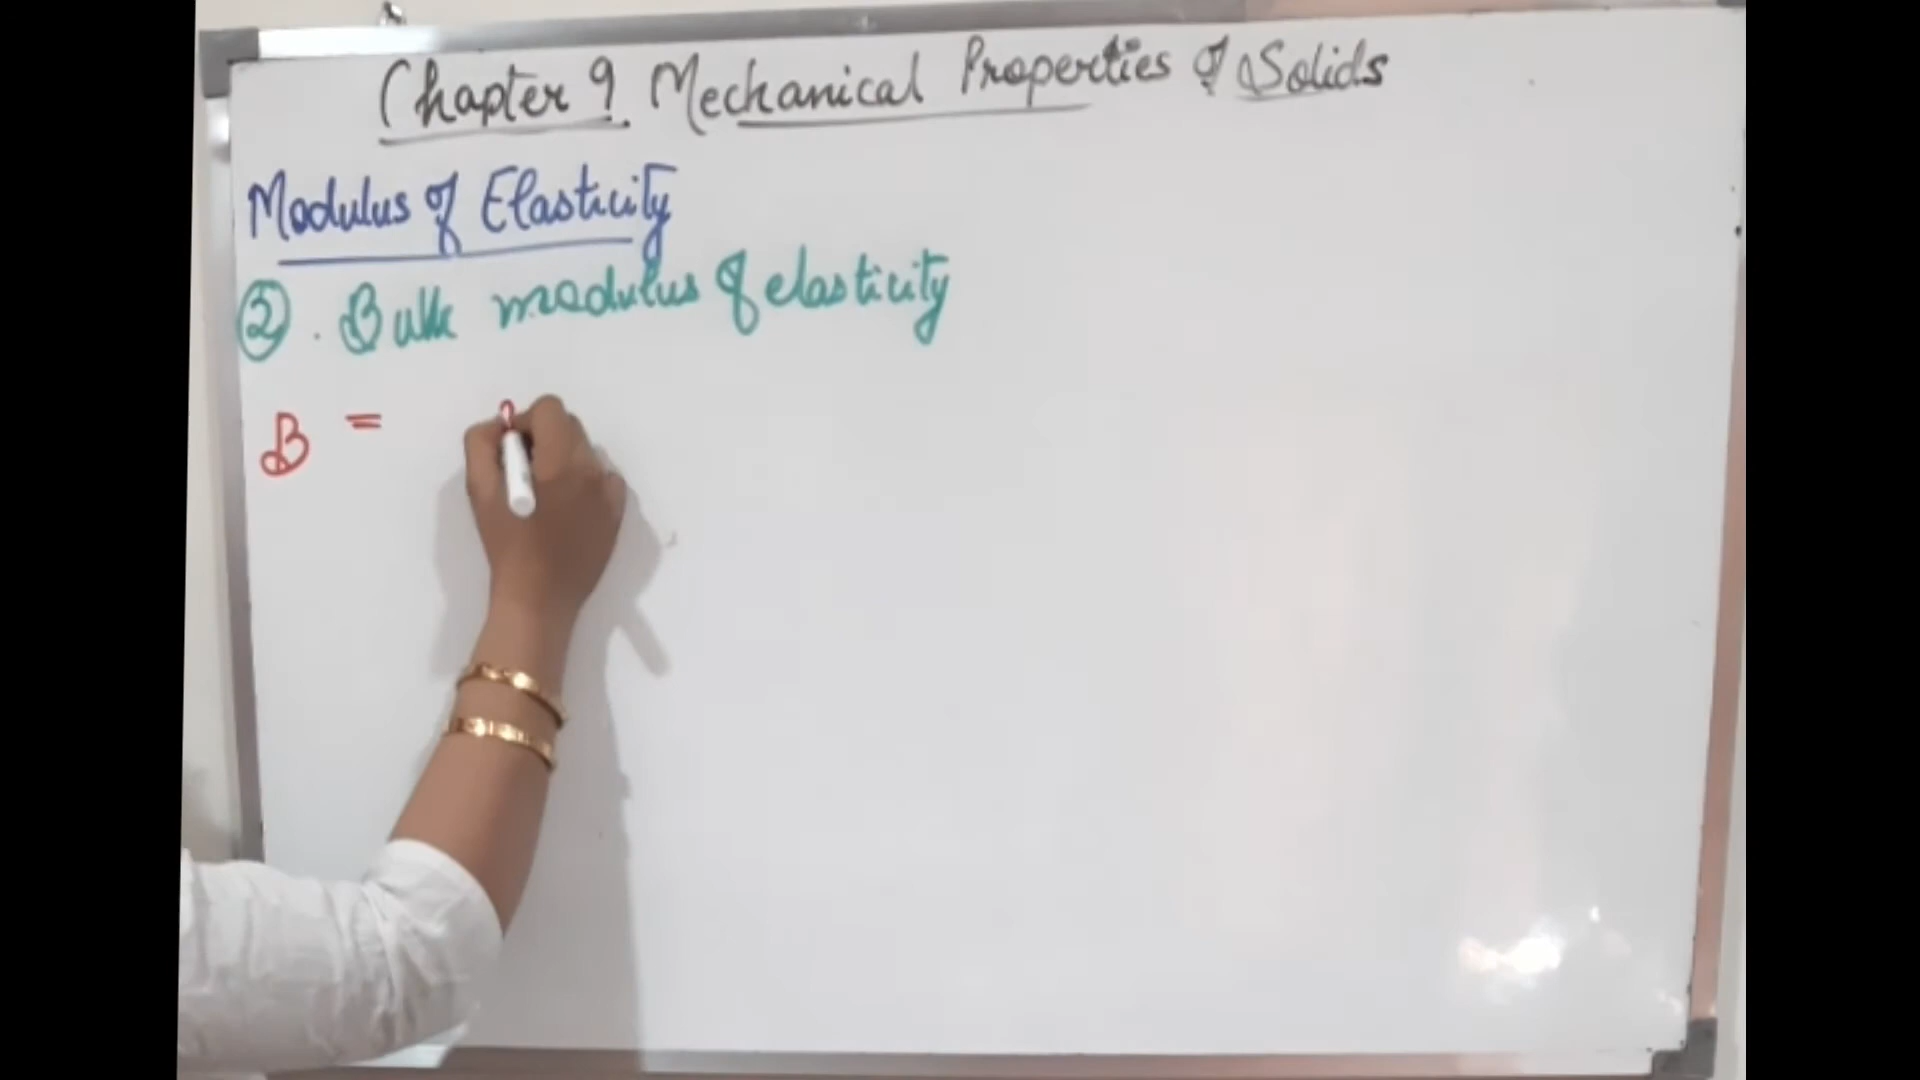 Chapter 9 Mechanical Properties of Solids
Modulus of Elasticity
②. Bulk modulus of elasticity
B =